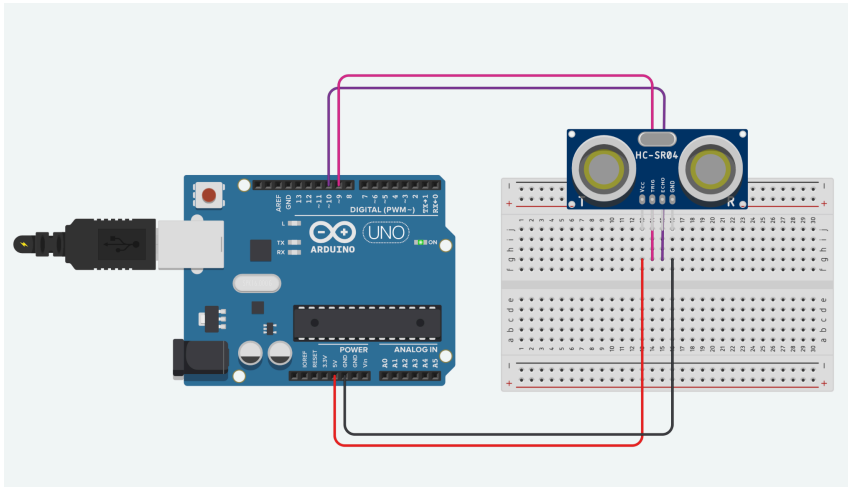 HC-SR04
VCC
TRIG
ECHO
GND
T
R
AREF
GND
13
12
~11
~10
~9
8
7
~6
~5
4
~3
2
TX→1
RX←0
DIGITAL (PWM~)
L
TX
RX
ARDUINO
UNO
ON
POWER
ANALOG IN
IOREF
RESET
3.3V
5V
GND
GND
Vin
A0
A1
A2
A3
A4
A5
j
i
h
g
f
e
d
c
b
a